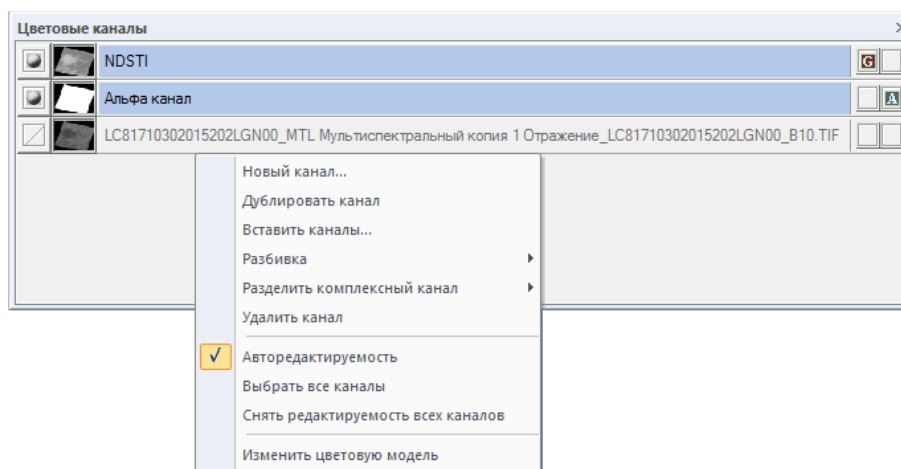 Цветовые каналы
NDSTI
G
Альфа канал
A
LC81710302015202LGN00_MTL Мультиспектральный копия 1 Отражение_LC81710302015202LGN00_B10.TIF
Новый канал...
Дублировать канал
Вставить каналы...
Разбивка
Разделить комплексный канал
Удалить канал
Авторедактируемость
Выбрать все каналы
Снять редактируемость всех каналов
Изменить цветовую модель